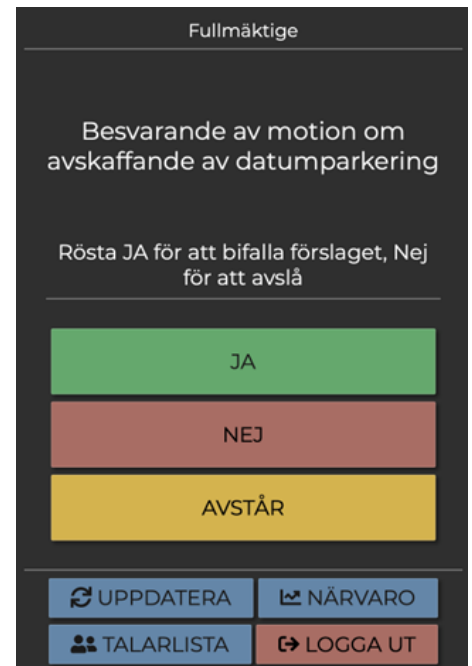 Fullmäktige
Besvarande av motion om
avskaffande av datumparkering
Rösta JA för att bifalla förslaget, Nej
för att avslå
JA
NEJ
AVSTÅR
UPPDATERA
NÄRVARO
TALARLISTA
LOGGA UT